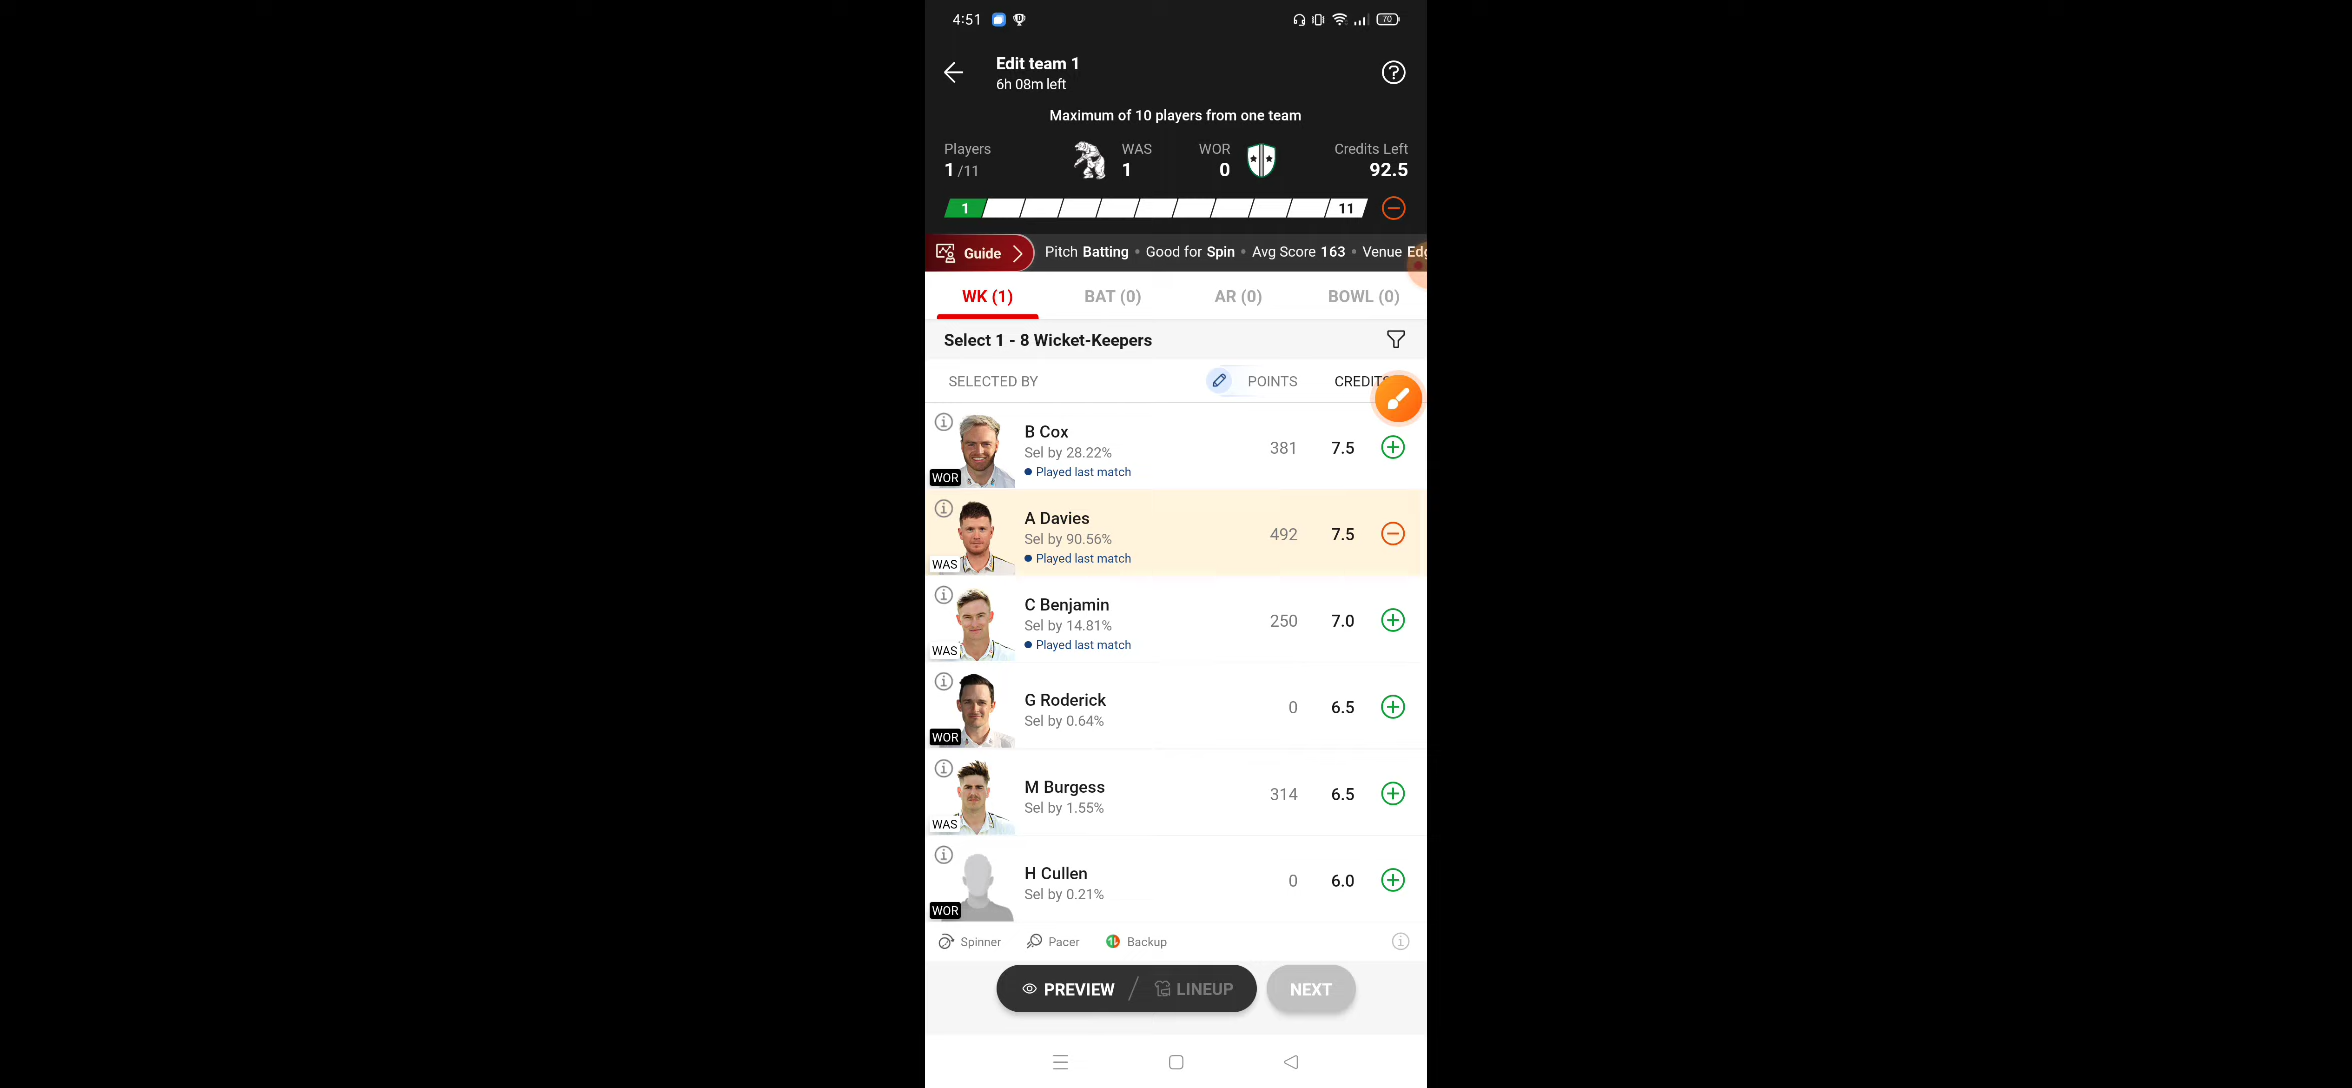 4:51
70
Edit team 1
6h 08m left
Maximum of 10 players from one team
Players WAS WOR Credits Left
1 /11 1 0 92.5
1 11
Guide Pitch Batting • Good for Spin • Avg Score 163 • Venue
WK (1) BAT (0) AR (0) BOWL (0)
Select 1 - 8 Wicket-Keepers
SELECTED BY POINTS CREDITS
B Cox
Sel by 28.22%
381 7.5
Played last match
WOR
A Davies
Sel by 90.56%
492 7.5
Played last match
WAS
C Benjamin
Sel by 14.81%
250 7.0
Played last match
WAS
G Roderick
Sel by 0.64%
0 6.5
WOR
M Burgess
Sel by 1.55%
314 6.5
WAS
H Cullen
Sel by 0.21%
0 6.0
WOR
Spinner Pacer Backup
PREVIEW / LINEUP NEXT